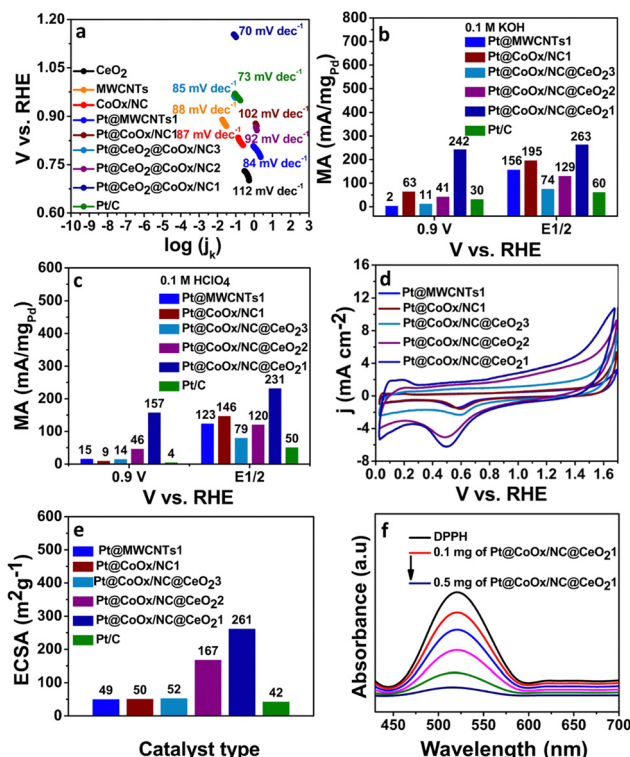 a
V vs. RHE
1.20
1.05
0.90
0.75
0.60
CeO2
MWCNTs
CoOx/NC
Pt@MWCNTs1
Pt@CoOx/NC1
Pt@CeO2@CoOx/NC3
Pt@CeO2@CoOx/NC2
Pt@CeO2@CoOx/NC1
Pt/C
70 mV dec-1
73 mV dec-1
85 mV dec-1
88 mV dec-1
102 mV dec-1
87 mV dec-1
92 mV dec-1
84 mV dec-1
112 mV dec-1
-10 -9 -8 -7 -6 -5 -4 -3 -2 -1 0 1 2 3
log (jk)
b
0.1 M KOH
Pt@MWCNTs1
Pt@CoOx/NC1
Pt@CoOx/NC@CeO23
Pt@CoOx/NC@CeO22
Pt@CoOx/NC@CeO21
Pt/C
MA (mA/mgPd)
800
700
600
500
400
300
200
100
0
2 63 11 41 242 30
156 195 74 129 263 60
0.9 V E1/2
V vs. RHE
c
0.1 M HClO4
Pt@MWCNTs1
Pt@CoOx/NC1
Pt@CoOx/NC@CeO23
Pt@CoOx/NC@CeO22
Pt@CoOx/NC@CeO21
Pt/C
MA (mA/mgPd)
600
500
400
300
200
100
0
15 9 14 46 157 4
123 146 79 120 231 50
0.9 V E1/2
V vs. RHE
d
Pt@MWCNTs1
Pt@CoOx/NC1
Pt@CoOx/NC@CeO23
Pt@CoOx/NC@CeO22
Pt@CoOx/NC@CeO21
j (mA cm-2)
16
12
8
4
0
-4
-8
0.0 0.2 0.4 0.6 0.8 1.0 1.2 1.4 1.6
V vs. RHE
e
Pt@MWCNTs1
Pt@CoOx/NC1
Pt@CoOx/NC@CeO23
Pt@CoOx/NC@CeO22
Pt@CoOx/NC@CeO21
Pt/C
ECSA (m2g-1)
600
500
400
300
200
100
0
49 50 52 167 261 42
Catalyst type
f
DPPH
0.1 mg of Pt@CoOx/NC@CeO21
0.5 mg of Pt@CoOx/NC@CeO21
Absorbance (a.u)
450 500 550 600 650 700
Wavelength (nm)